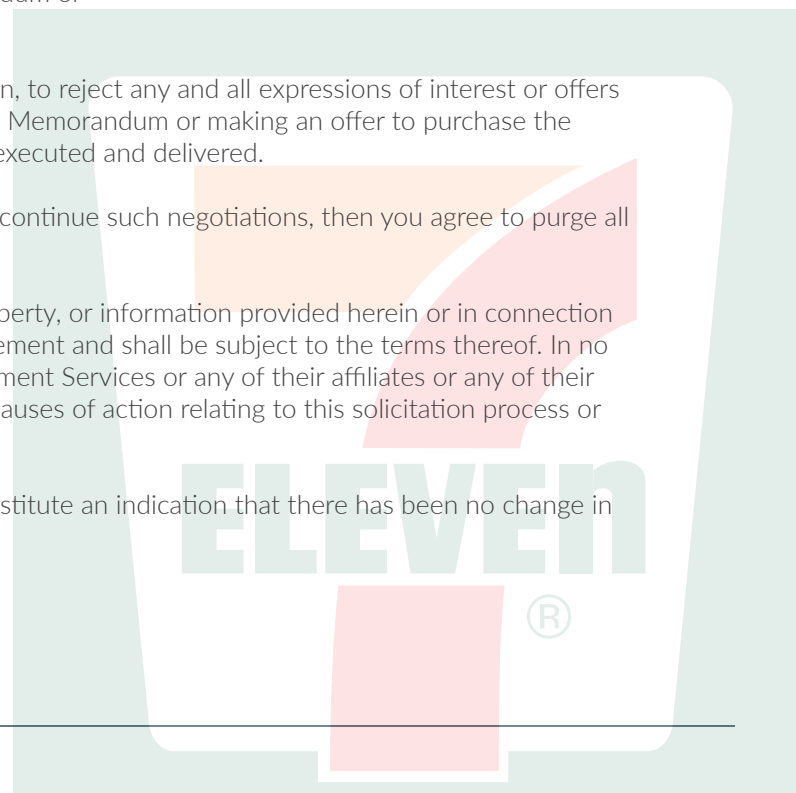 n, to reject any and all expressions of interest or offers
Memorandum or making an offer to purchase the
executed and delivered.
continue such negotiations, then you agree to purge all
perty, or information provided herein or in connection
ement and shall be subject to the terms thereof. In no
ment Services or any of their affiliates or any of their
auses of action relating to this solicitation process or
stitute an indication that there has been no change in
ELEVEn
®